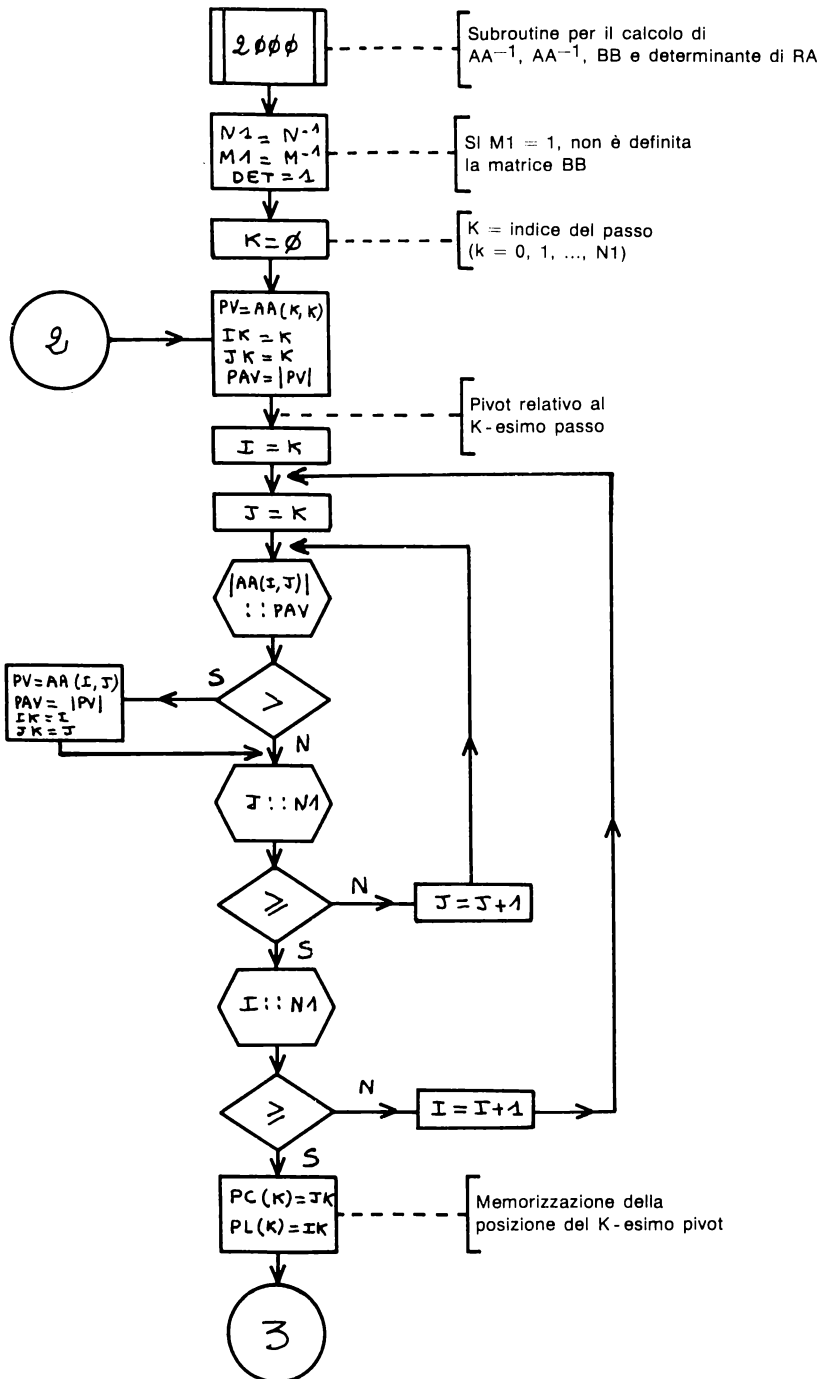 2ØØØ
Subroutine per il calcolo di
AA⁻¹, AA⁻¹, BB e determinante di RA
N1 = N⁻¹
M1 = M⁻¹
DET = 1
SI M1 = 1, non è definita
la matrice BB
K = Ø
K = indice del passo
(k = 0, 1, ..., N1)
2
PV = AA(K, K)
IK = K
JK = K
PAV = |PV|
Pivot relativo al
K-esimo passo
I = K
J = K
|AA(I, J)|
:: PAV
>
S
N
PV = AA (I, J)
PAV = |PV|
IK = I
JK = J
J :: N1
≥
N
J = J + 1
S
I :: N1
≥
N
I = I + 1
S
PC (K) = JK
PL (K) = IK
Memorizzazione della
posizione del K-esimo pivot
3